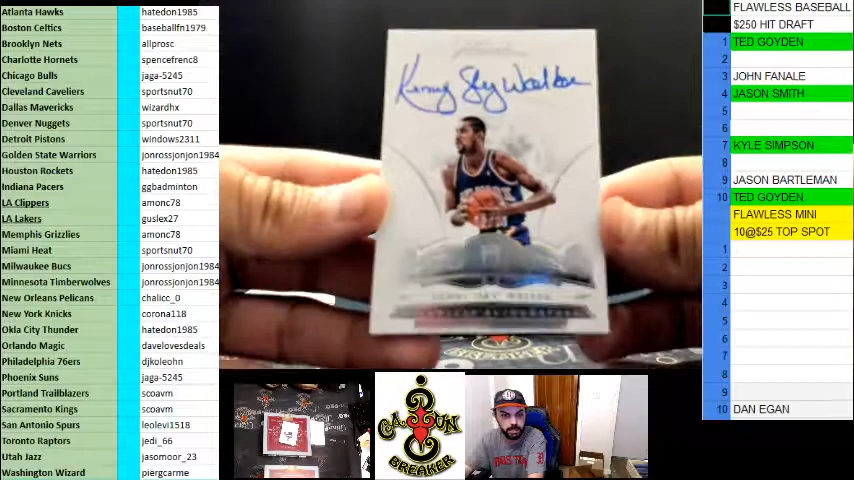 Atlanta Hawks hatedon1985
Boston Celtics baseballfn1979
Brooklyn Nets allprosc
Charlotte Hornets spencefrenc8
Chicago Bulls jaga-5245
Cleveland Cavaliers sportsnut70
Dallas Mavericks wizardhx
Denver Nuggets sportsnut70
Detroit Pistons windows2311
Golden State Warriors jonrossjonjon1984
Houston Rockets hatedon1985
Indiana Pacers ggbadminton
LA Clippers amonc78
LA Lakers guslex27
Memphis Grizzlies amonc78
Miami Heat sportsnut70
Milwaukee Bucs jonrossjonjon1984
Minnesota Timberwolves jonrossjonjon1984
New Orleans Pelicans chalicc_0
New York Knicks corona118
Okla City Thunder hatedon1985
Orlando Magic davelovesdeals
Philadelphia 76ers djkoleohn
Phoenix Suns jaga-5245
Portland Trailblazers scoavm
Sacramento Kings scoavm
San Antonio Spurs leolevi1518
Toronto Raptors jedi_66
Utah Jazz jasomoor_23
Washington Wizard piergcarme
Kenny Sky Walker
CAJUN
BREAKER
BOSTON
FLAWLESS BASEBALL
$250 HIT DRAFT
1 TED GOYDEN
2
3 JOHN FANALE
4 JASON SMITH
5
6
7 KYLE SIMPSON
8
9 JASON BARTLEMAN
10 TED GOYDEN
FLAWLESS MINI
10@$25 TOP SPOT
1
2
3
4
5
6
7
8
9
10 DAN EGAN